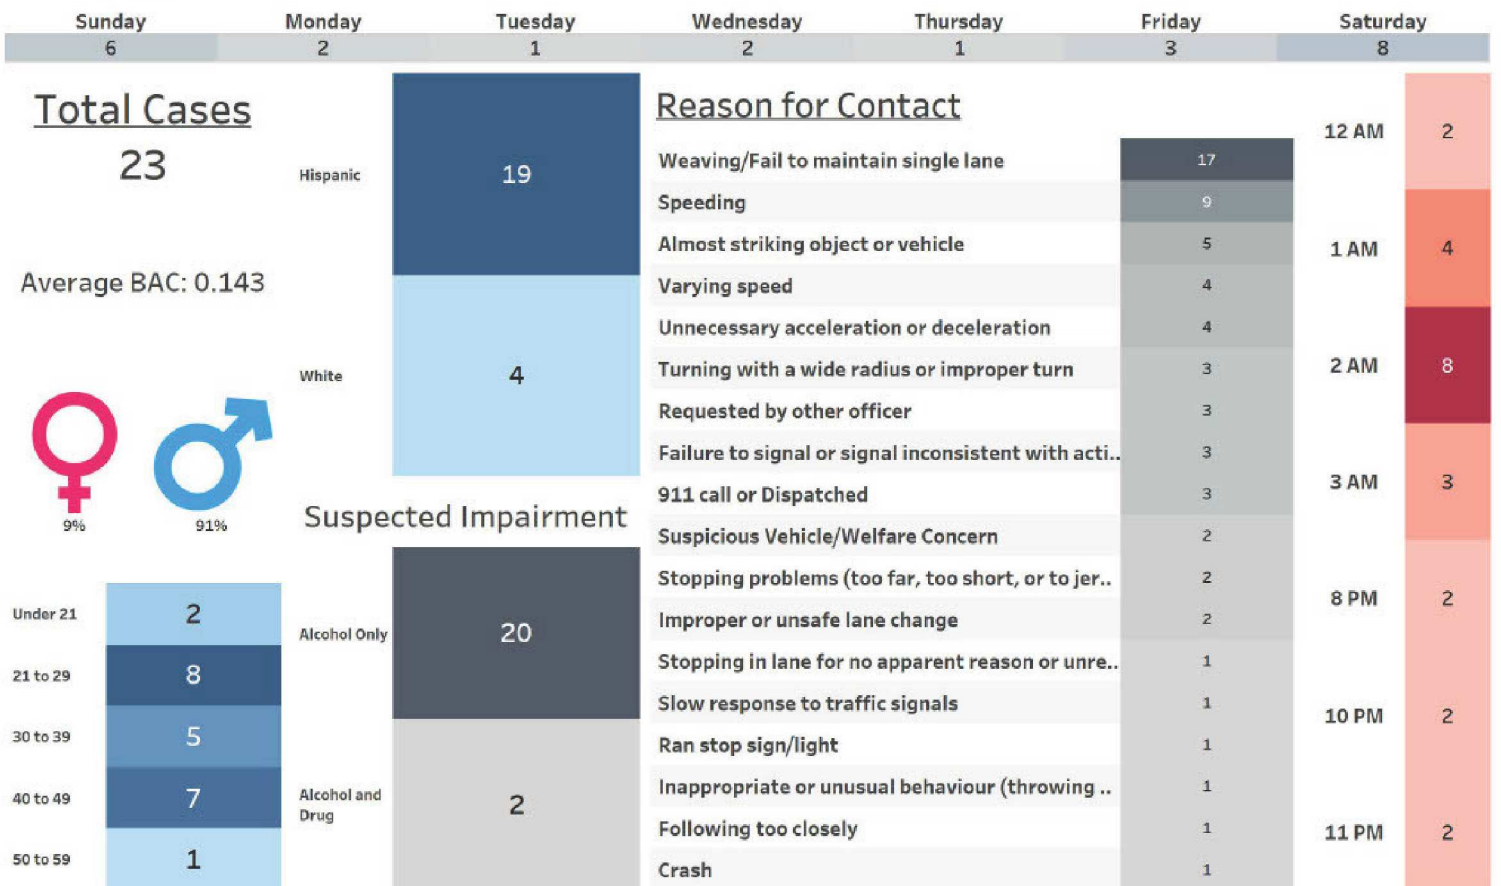 Sunday Monday Tuesday Wednesday Thursday Friday Saturday
6 2 1 2 1 3 8
Total Cases
23
Average BAC: 0.143
9% 91%
Under 21 2
21 to 29 8
30 to 39 5
40 to 49 7
50 to 59 1
Hispanic 19
White 4
Suspected Impairment
Alcohol Only 20
Alcohol and
Drug 2
Reason for Contact
Weaving/Fail to maintain single lane 17
Speeding 9
Almost striking object or vehicle 5
Varying speed 4
Unnecessary acceleration or deceleration 4
Turning with a wide radius or improper turn 3
Requested by other officer 3
Failure to signal or signal inconsistent with acti.. 3
911 call or Dispatched 3
Suspicious Vehicle/Welfare Concern 2
Stopping problems (too far, too short, or to jer.. 2
Improper or unsafe lane change 2
Stopping in lane for no apparent reason or unre.. 1
Slow response to traffic signals 1
Ran stop sign/light 1
Inappropriate or unusual behaviour (throwing .. 1
Following too closely 1
Crash 1
12 AM 2
1 AM 4
2 AM 8
3 AM 3
8 PM 2
10 PM 2
11 PM 2